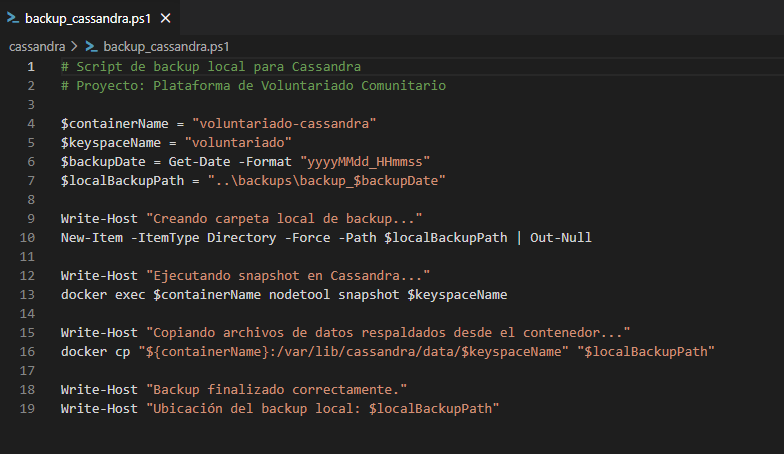 backup_cassandra.ps1
cassandra > backup_cassandra.ps1
1 # Script de backup local para Cassandra
2 # Proyecto: Plataforma de Voluntariado Comunitario
3
4 $containerName = "voluntariado-cassandra"
5 $keyspaceName = "voluntariado"
6 $backupDate = Get-Date -Format "yyyyMMdd_HHmmss"
7 $localBackupPath = "..\backups\backup_$backupDate"
8
9 Write-Host "Creando carpeta local de backup..."
10 New-Item -ItemType Directory -Force -Path $localBackupPath | Out-Null
11
12 Write-Host "Ejecutando snapshot en Cassandra..."
13 docker exec $containerName nodetool snapshot $keyspaceName
14
15 Write-Host "Copiando archivos de datos respaldados desde el contenedor..."
16 docker cp "${containerName}:/var/lib/cassandra/data/$keyspaceName" "$localBackupPath"
17
18 Write-Host "Backup finalizado correctamente."
19 Write-Host "Ubicación del backup local: $localBackupPath"